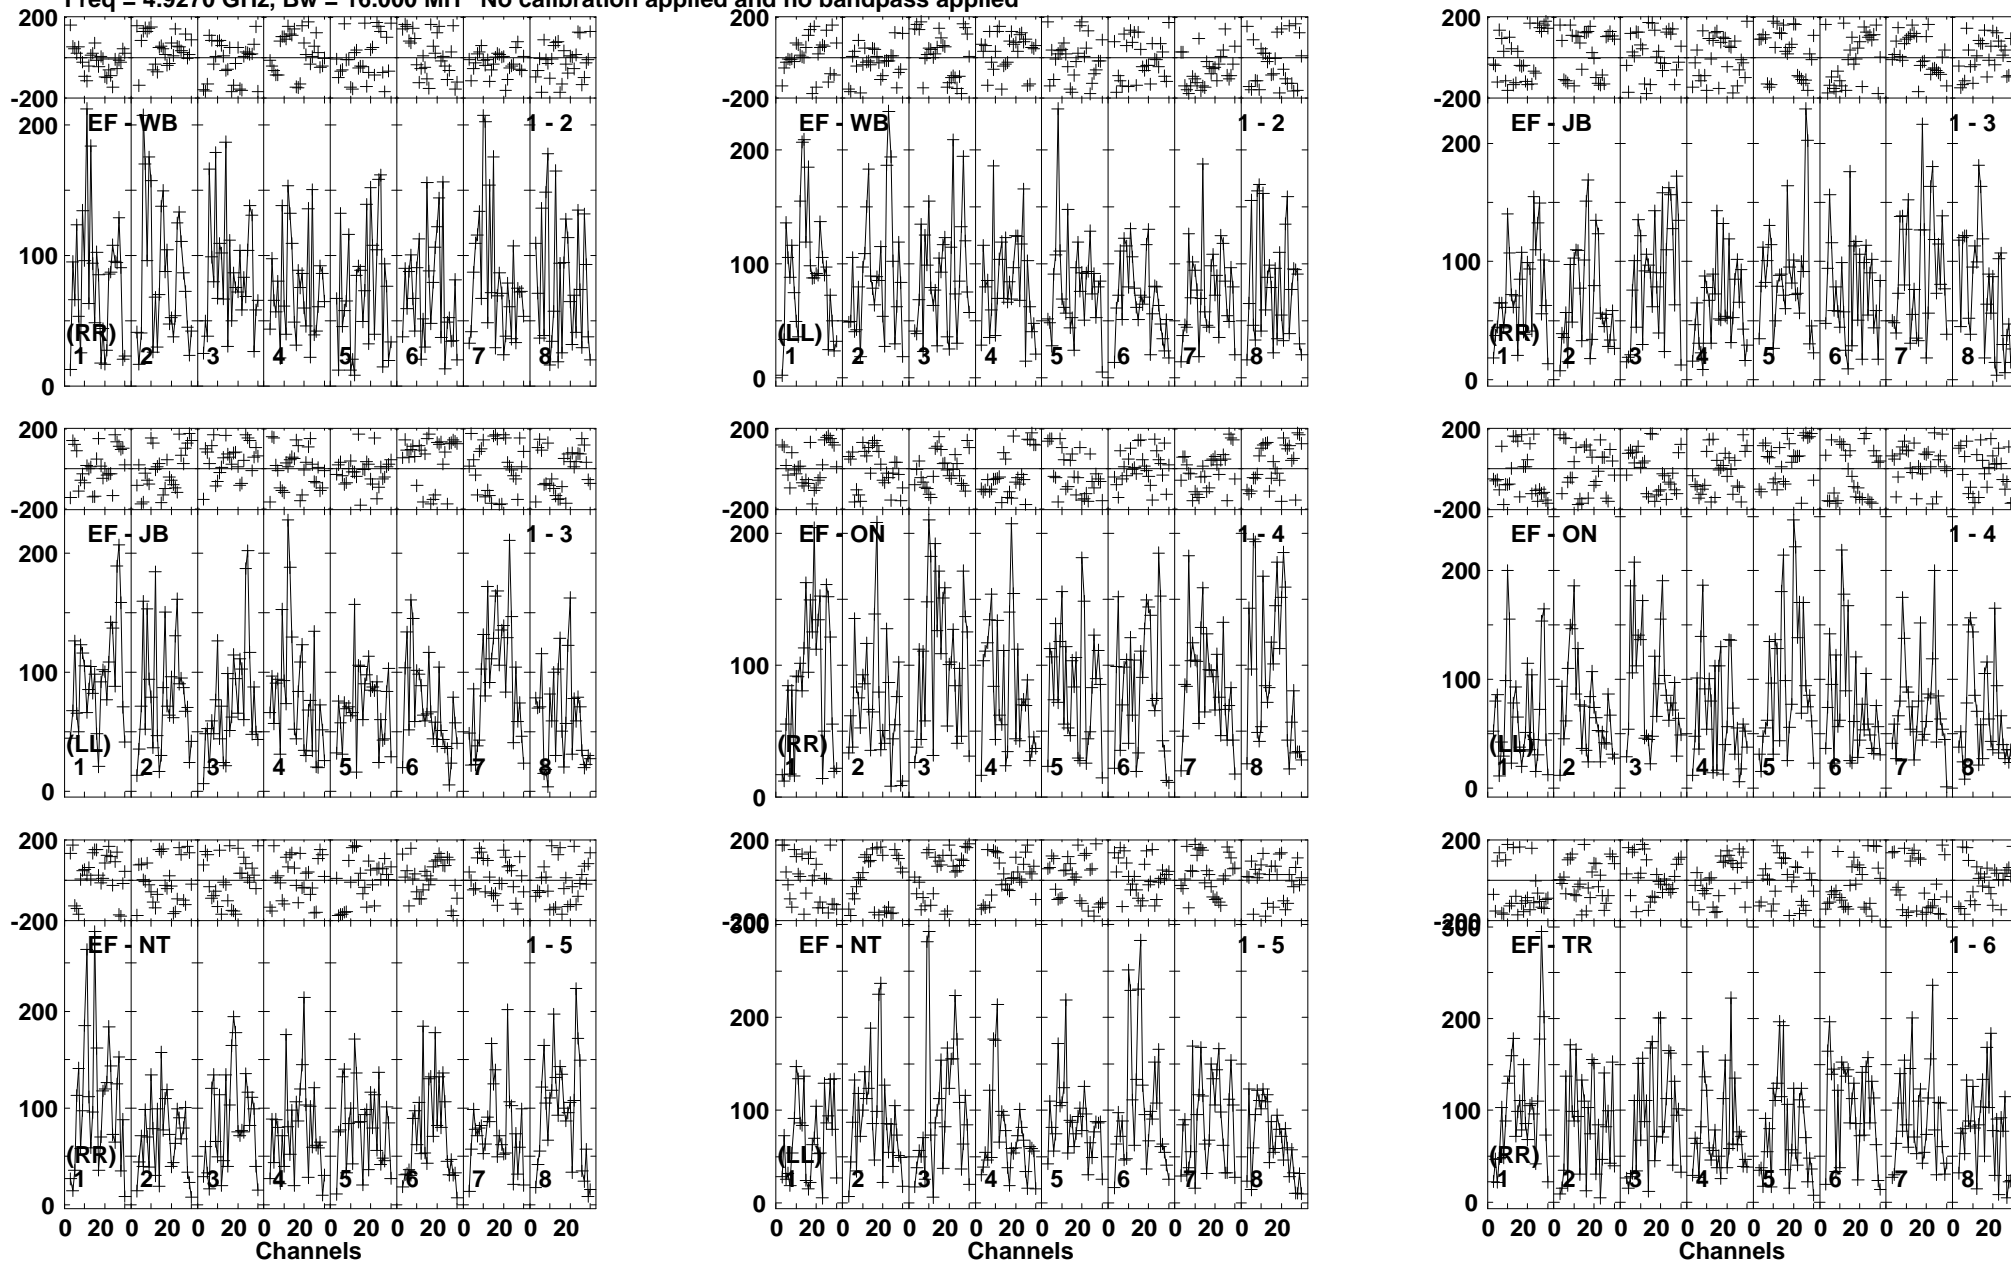 Freq = 4.9270 GHz, Bw = 16.000 MH No calibration applied and no bandpass applied
200 200 200
-200 -200 -200
EF - WB 1 - 2 EF - WB 1 - 2 EF - JB 1 - 3
200 200 200
100 100 100
(RR) (LL) (RR)
1 2 3 4 5 6 7 8 1 2 3 4 5 6 7 8 1 2 3 4 5 6 7 8
0 0 0
200 200 200
-200 -200 -200
EF - JB 1 - 3 EF - ON 1 - 4 EF - ON 1 - 4
200 200 200
100 100 100
(LL) (RR) (LL)
1 2 3 4 5 6 7 8 1 2 3 4 5 6 7 8 1 2 3 4 5 6 7 8
0 0 0
200 200 200
-200 -200 -200
300 300
EF - NT 1 - 5 EF - NT 1 - 5 EF - TR 1 - 6
200 200 200
100 100 100
(RR) (LL) (RR)
1 2 3 4 5 6 7 8 1 2 3 4 5 6 7 8 1 2 3 4 5 6 7 8
0 0 0
0 20 0 20 0 20 0 20 0 20 0 20 0 20 0 20 0 20 0 20 0 20 0 20 0 20 0 20 0 20 0 20 0 20 0 20 0 20 0 20 0 20 0 20 0 20 0 20
Channels Channels Channels